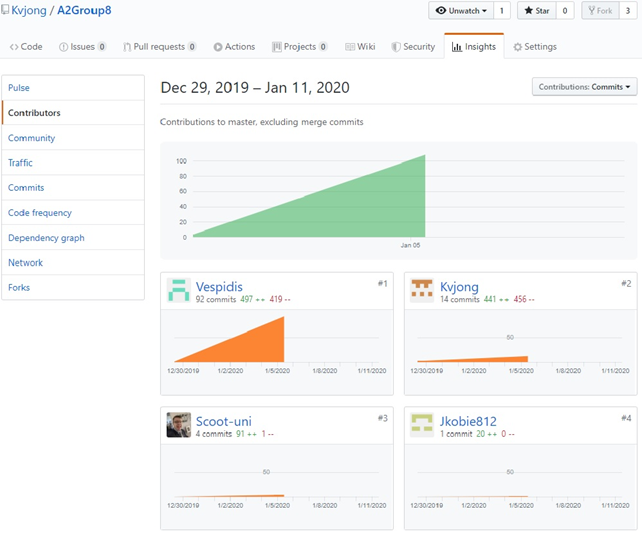 Kvjong / A2Group8
Unwatch 1 Star 0 Fork 3
Code Issues 0 Pull requests 0 Actions Projects 0 Wiki Security Insights Settings
Pulse
Contributors
Community
Traffic
Commits
Code frequency
Dependency graph
Network
Forks
Dec 29, 2019 – Jan 11, 2020
Contributions: Commits
Contributions to master, excluding merge commits
100
80
60
40
20
0
Jan 05
Vespidis #1
92 commits 497 ++ 419 --
12/30/2019 1/2/2020 1/5/2020 1/8/2020 1/11/2020
Kvjong #2
14 commits 441 ++ 456 --
50
12/30/2019 1/2/2020 1/5/2020 1/8/2020 1/11/2020
Scoot-uni #3
4 commits 91 ++ 1 --
50
12/30/2019 1/2/2020 1/5/2020 1/8/2020 1/11/2020
Jkobie812 #4
1 commit 20 ++ 0 --
50
12/30/2019 1/2/2020 1/5/2020 1/8/2020 1/11/2020